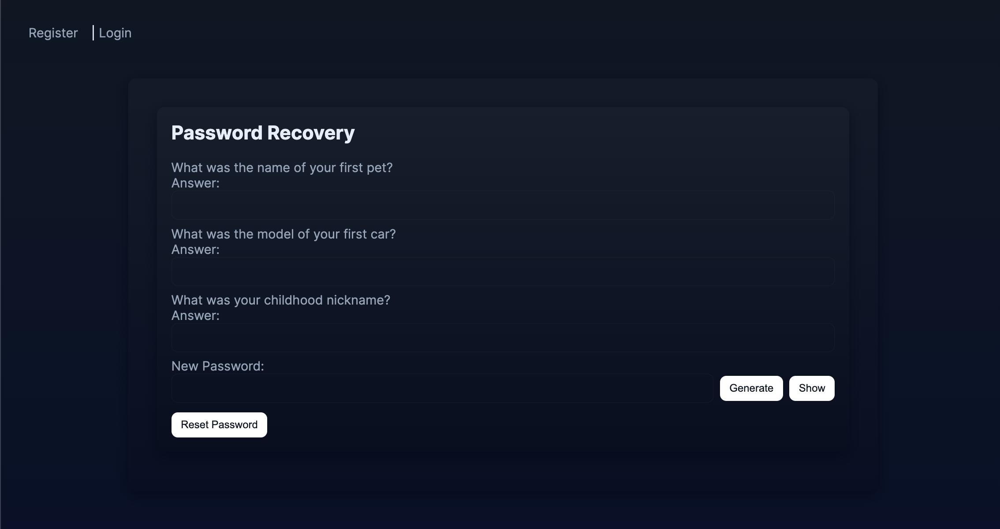 Register | Login
Password Recovery
What was the name of your first pet?
Answer:
What was the model of your first car?
Answer:
What was your childhood nickname?
Answer:
New Password:
Generate Show
Reset Password